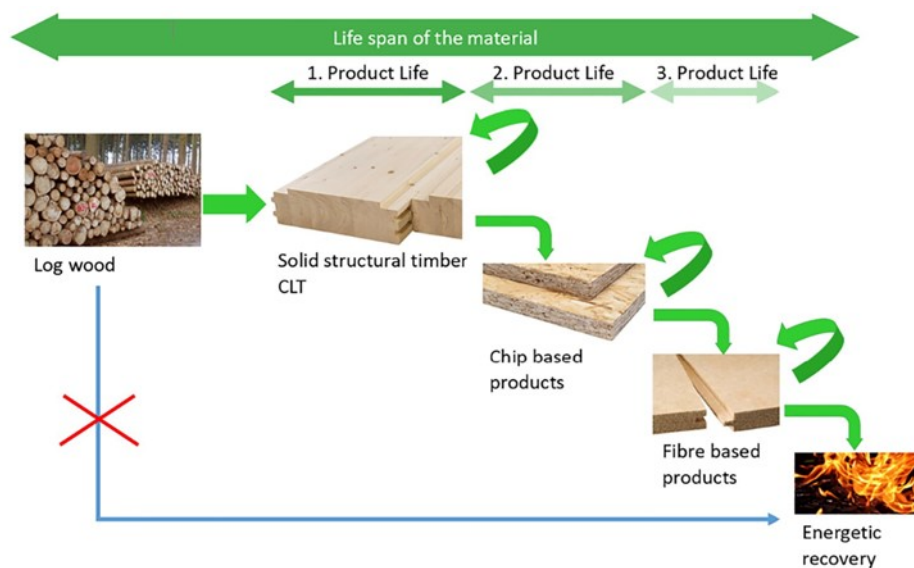 Life span of the material
1. Product Life
2. Product Life
3. Product Life
Log wood
Solid structural timber
CLT
Chip based
products
Fibre based
products
Energetic
recovery